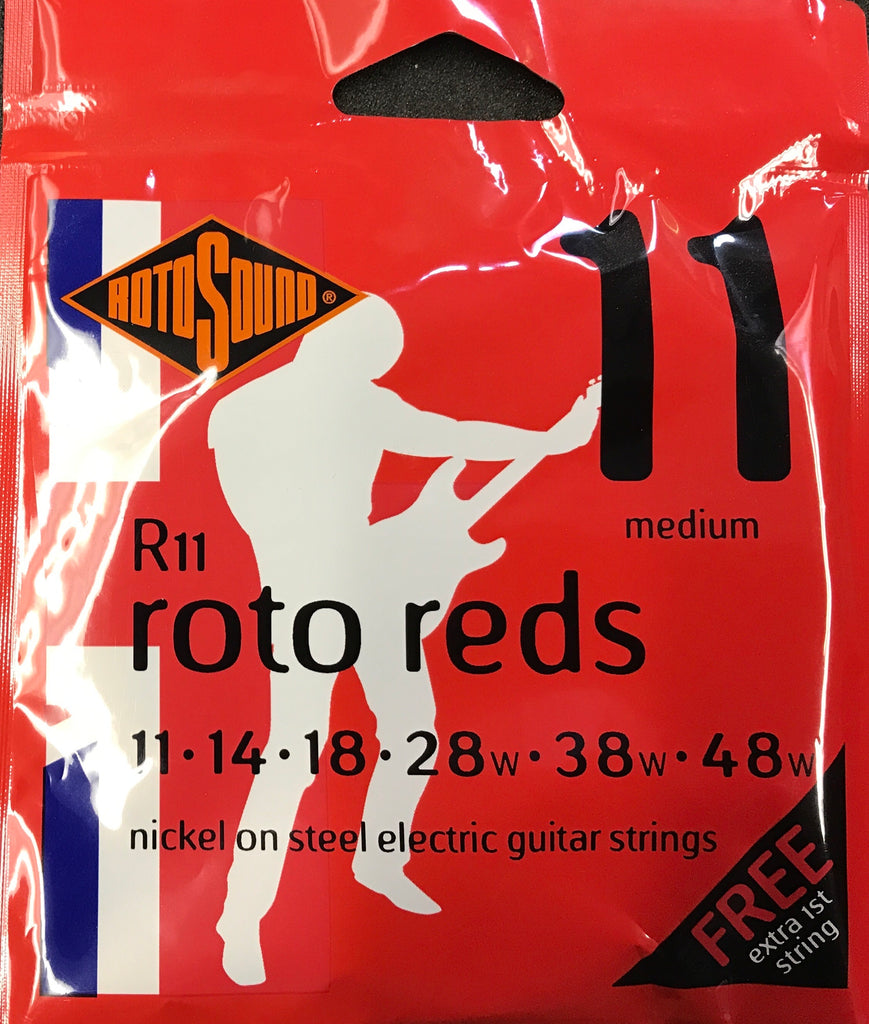 ROTOSOUND®
11
medium
R11
roto reds
11·14·18·28w·38w·48w
nickel on steel electric guitar strings
FREE
extra 1st
string